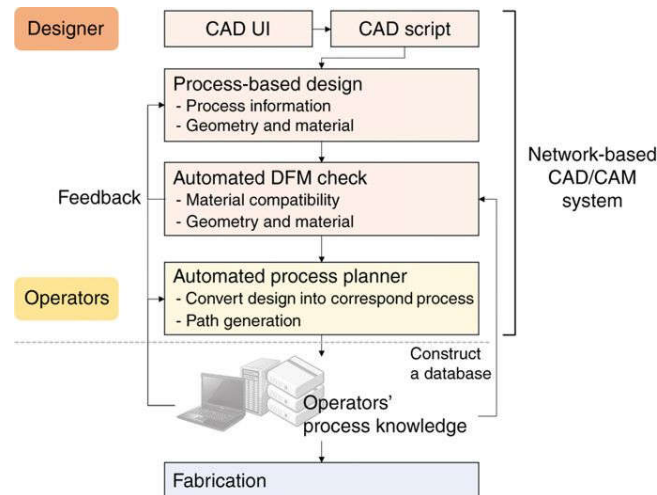 Designer
CAD UI
CAD script
Process-based design
- Process information
- Geometry and material
Automated DFM check
- Material compatibility
- Geometry and material
Feedback
Network-based
CAD/CAM
system
Operators
Automated process planner
- Convert design into correspond process
- Path generation
Construct
a database
Operators'
process knowledge
Fabrication